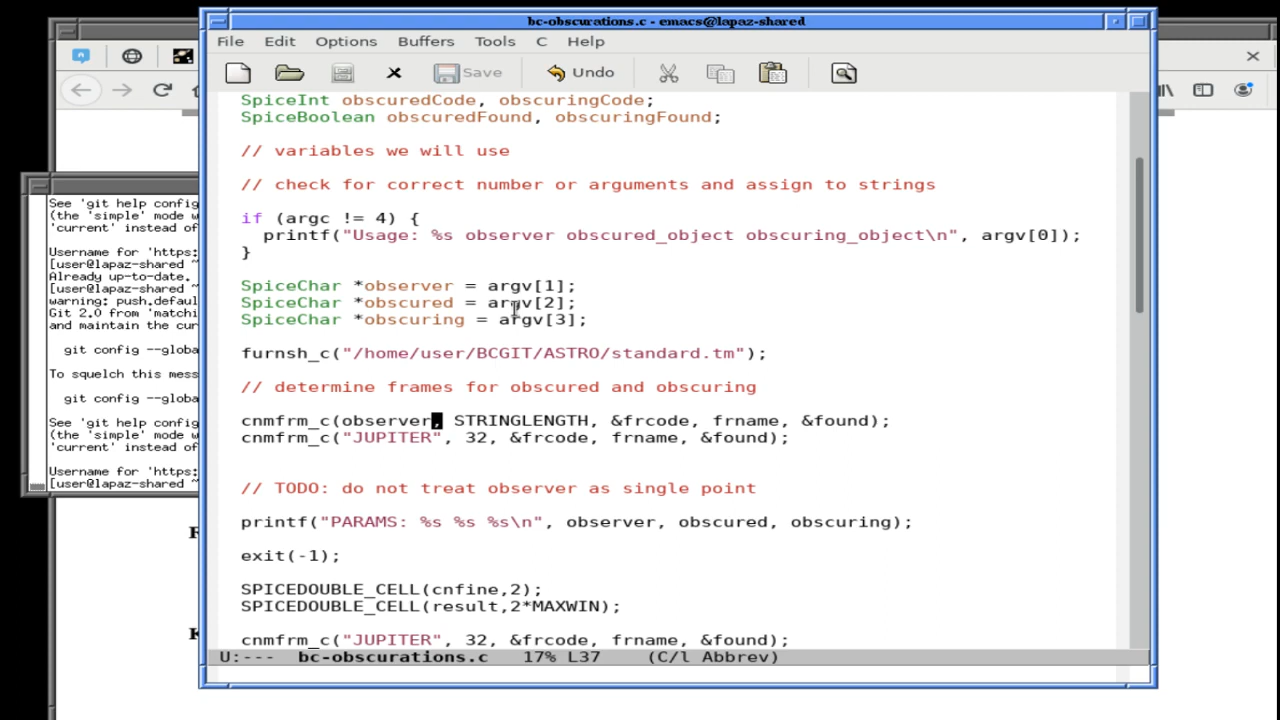 bc-obscurations.c - emacs@lapaz-shared
File Edit Options Buffers Tools C Help
Save Undo
SpiceInt obscuredCode, obscuringCode;
SpiceBoolean obscuredFound, obscuringFound;
// variables we will use
// check for correct number or arguments and assign to strings
if (argc != 4) {
printf("Usage: %s observer obscured_object obscuring_object\n", argv[0]);
}
SpiceChar *observer = argv[1];
SpiceChar *obscured = argv[2];
SpiceChar *obscuring = argv[3];
furnsh_c("/home/user/BCGIT/ASTRO/standard.tm");
// determine frames for obscured and obscuring
cnmfrm_c(observer, STRINGLENGTH, &frcode, frname, &found);
cnmfrm_c("JUPITER", 32, &frcode, frname, &found);
// TODO: do not treat observer as single point
printf("PARAMS: %s %s %s\n", observer, obscured, obscuring);
exit(-1);
SPICEDOUBLE_CELL(cnfine,2);
SPICEDOUBLE_CELL(result,2*MAXWIN);
cnmfrm_c("JUPITER", 32, &frcode, frname, &found);
U:--- bc-obscurations.c 17% L37 (C/l Abbrev)
See 'git help config
(the 'simple' mode w
'current' instead of
Username for 'https:
[user@lapaz-shared ~
Already up-to-date.
[user@lapaz-shared ~
warning: push.defaul
Git 2.0 from 'matchi
and maintain the cur
git config --globa
To squelch this mess
git config --globa
See 'git help config
(the 'simple' mode w
'current' instead of
Username for 'https:
[user@lapaz-shared ~